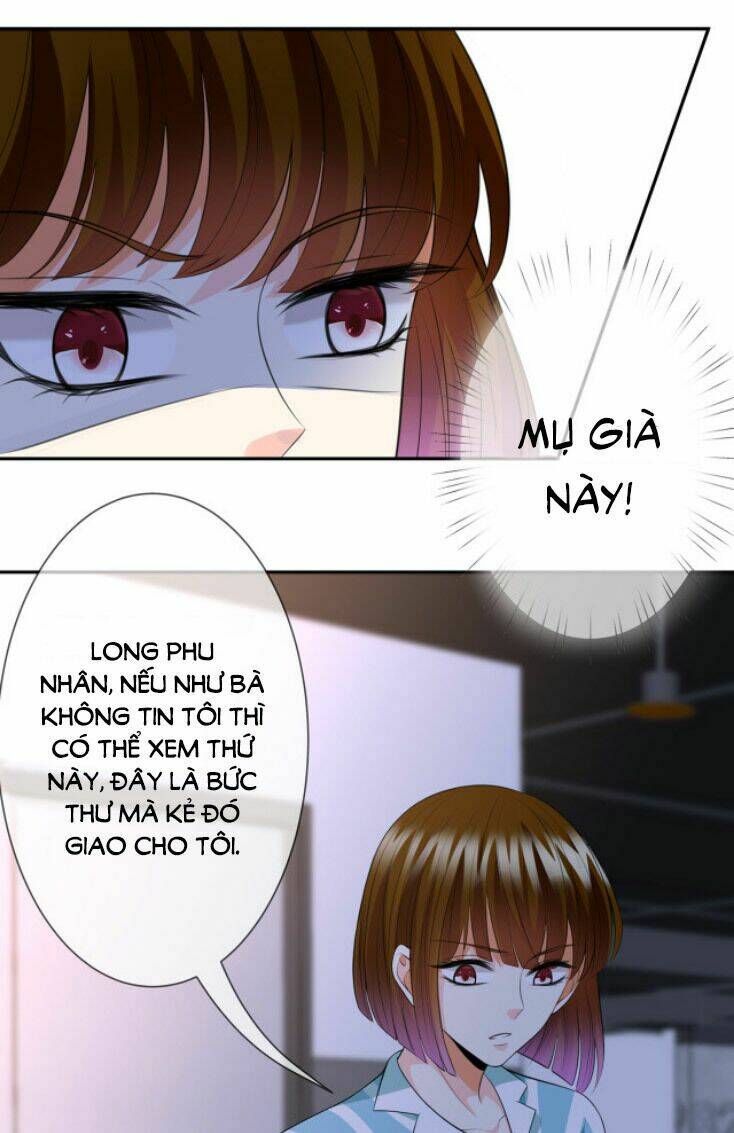 MỤ GIÀ
NÀY!
LONG PHU
NHÂN, NẾU NHƯ BÀ
KHÔNG TIN TÔI THÌ
CÓ THỂ XEM THỨ
NÀY, ĐÂY LÀ BỨC
THƯ MÀ KẺ ĐÓ
GIAO CHO TÔI.